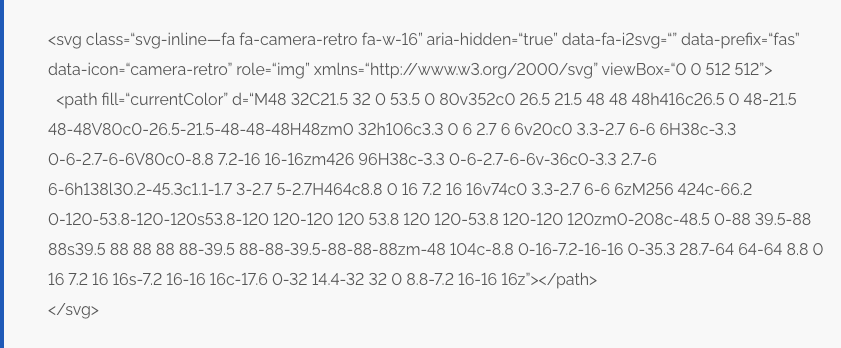 <svg class=“svg-inline—fa fa-camera-retro fa-w-16” aria-hidden=“true” data-fa-i2svg=“” data-prefix=“fas”
data-icon=“camera-retro” role=“img” xmlns=“http://www.w3.org/2000/svg” viewBox=“0 0 512 512”>
<path fill=“currentColor” d=“M48 32C21.5 32 0 53.5 0 80v352c0 26.5 21.5 48 48 48h416c26.5 0 48-21.5
48-48V80c0-26.5-21.5-48-48-48H48zm0 32h106c3.3 0 6 2.7 6 6v20c0 3.3-2.7 6-6 6H38c-3.3
0-6-2.7-6-6V80c0-8.8 7.2-16 16-16zm426 96H38c-3.3 0-6-2.7-6-6v-36c0-3.3 2.7-6
6-6h138l30.2-45.3c1.1-1.7 3-2.7 5-2.7H464c8.8 0 16 7.2 16 16v74c0 3.3-2.7 6-6 6zM256 424c-66.2
0-120-53.8-120-120s53.8-120 120-120 120 53.8 120 120-53.8 120-120 120zm0-208c-48.5 0-88 39.5-88
88s39.5 88 88 88 88-39.5 88-88-39.5-88-88-88zm-48 104c-8.8 0-16-7.2-16-16 0-35.3 28.7-64 64-64 8.8 0
16 7.2 16 16s-7.2 16-16 16c-17.6 0-32 14.4-32 32 0 8.8-7.2 16-16 16z”></path>
</svg>